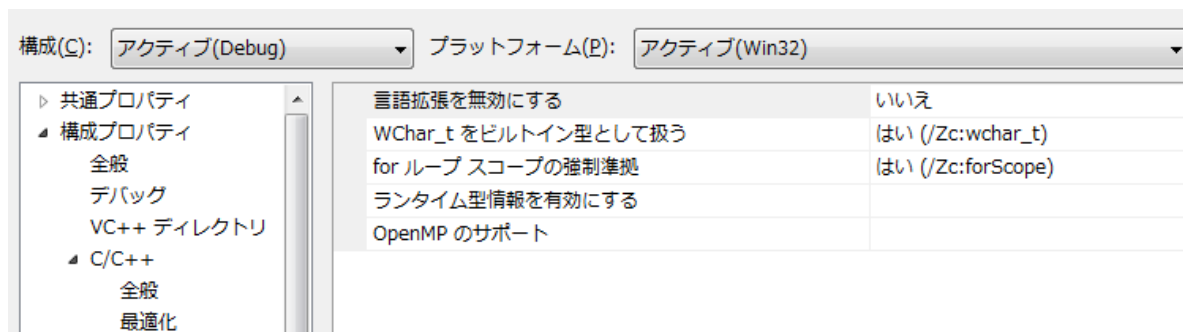 構成(C): アクティブ(Debug) プラットフォーム(P): アクティブ(Win32)
共通プロパティ
構成プロパティ
全般
デバッグ
VC++ ディレクトリ
C/C++
全般
最適化
言語拡張を無効にする いいえ
WChar_t をビルトイン型として扱う はい (/Zc:wchar_t)
for ループ スコープの強制準拠 はい (/Zc:forScope)
ランタイム型情報を有効にする
OpenMP のサポート